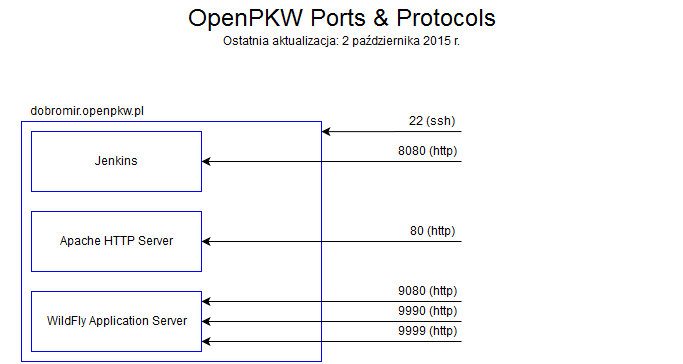 OpenPKW Ports & Protocols
Ostatnia aktualizacja: 2 października 2015 r.
dobromir.openpkw.pl
22 (ssh)
Jenkins
8080 (http)
Apache HTTP Server
80 (http)
WildFly Application Server
9080 (http)
9990 (http)
9999 (http)